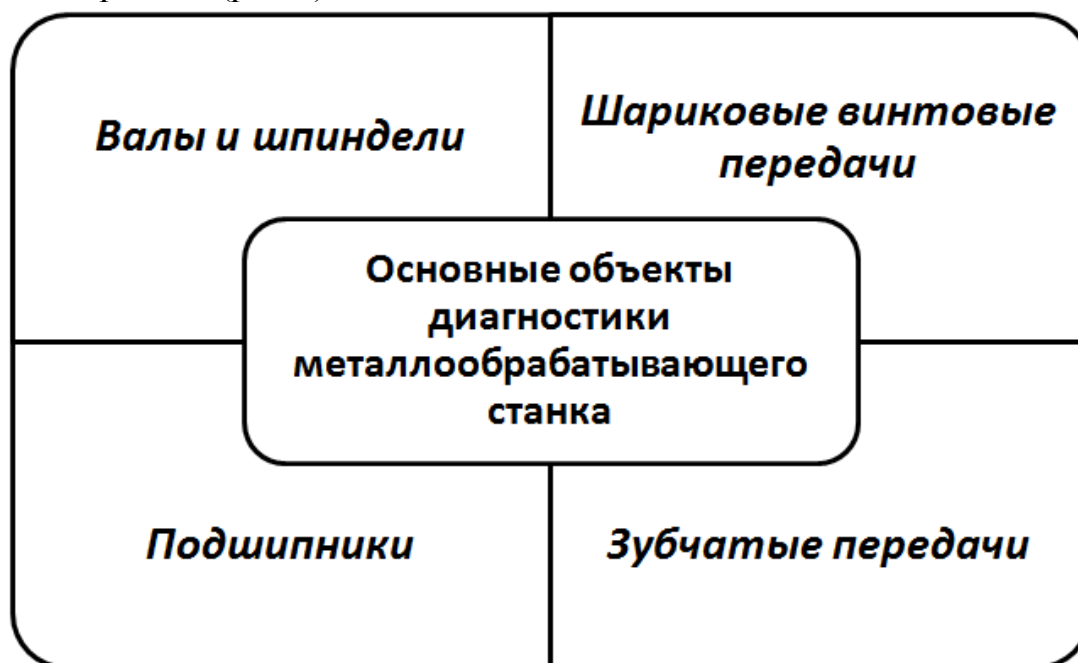 Валы и шпиндели
Шариковые винтовые
передачи
Основные объекты
диагностики
металлообрабатывающего
станка
Подшипники
Зубчатые передачи